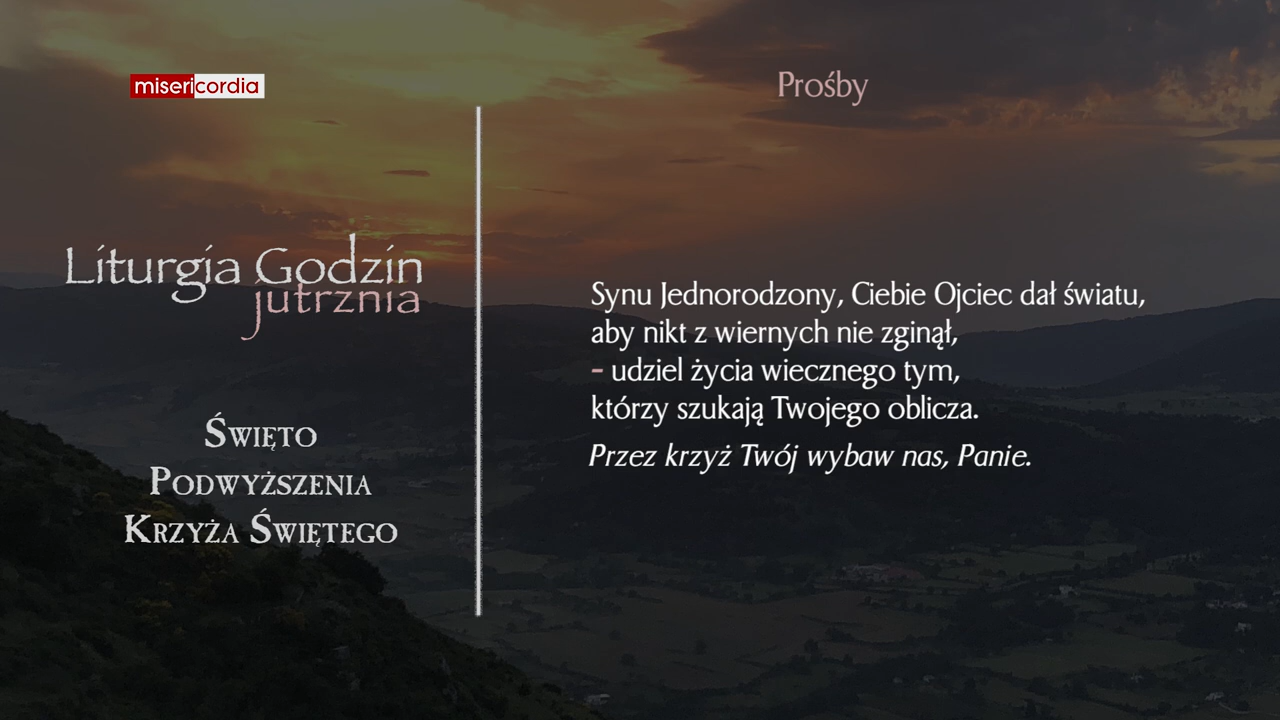 misericordia
Prośby
Liturgia Godzin
jutrznia
Święto
Podwyższenia
Krzyża Świętego
Synu Jednorodzony, Ciebie Ojciec dał światu,
aby nikt z wiernych nie zginął,
- udziel życia wiecznego tym,
którzy szukają Twojego oblicza.
Przez krzyż Twój wybaw nas, Panie.